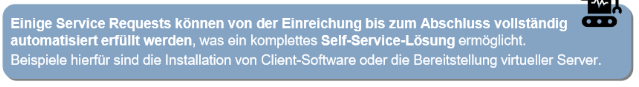 Einige Service Requests können von der Einreichung bis zum Abschluss vollständig
automatisiert erfüllt werden, was ein komplettes Self-Service-Lösung ermöglicht.
Beispiele hierfür sind die Installation von Client-Software oder die Bereitstellung virtueller Server.